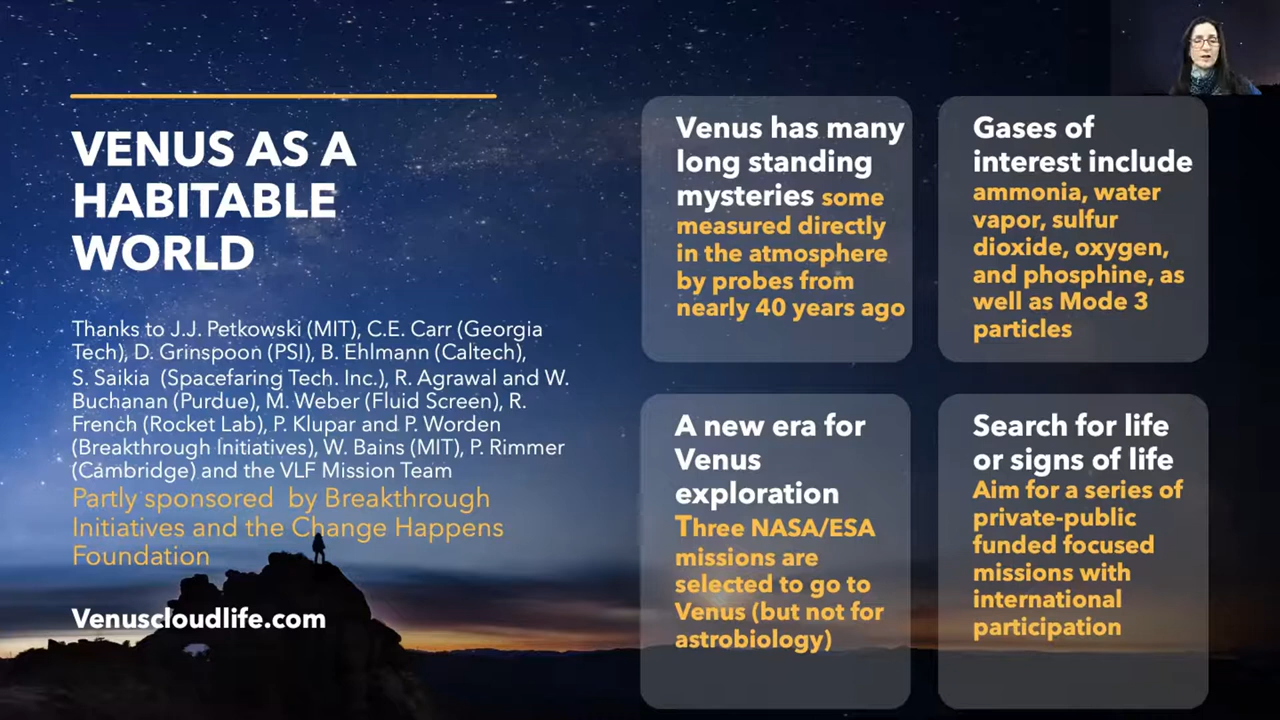 VENUS AS A
HABITABLE
WORLD
Thanks to J.J. Petkowski (MIT), C.E. Carr (Georgia
Tech), D. Grinspoon (PSI), B. Ehlmann (Caltech),
S. Saikia (Spacefaring Tech. Inc.), R. Agrawal and W.
Buchanan (Purdue), M. Weber (Fluid Screen), R.
French (Rocket Lab), P. Klupar and P. Worden
(Breakthrough Initiatives), W. Bains (MIT), P. Rimmer
(Cambridge) and the VLF Mission Team
Partly sponsored by Breakthrough
Initiatives and the Change Happens
Foundation
Venuscloudlife.com
Venus has many
long standing
mysteries some
measured directly
in the atmosphere
by probes from
nearly 40 years ago
Gases of
interest include
ammonia, water
vapor, sulfur
dioxide, oxygen,
and phosphine, as
well as Mode 3
particles
A new era for
Venus
exploration
Three NASA/ESA
missions are
selected to go to
Venus (but not for
astrobiology)
Search for life
or signs of life
Aim for a series of
private-public
funded focused
missions with
international
participation